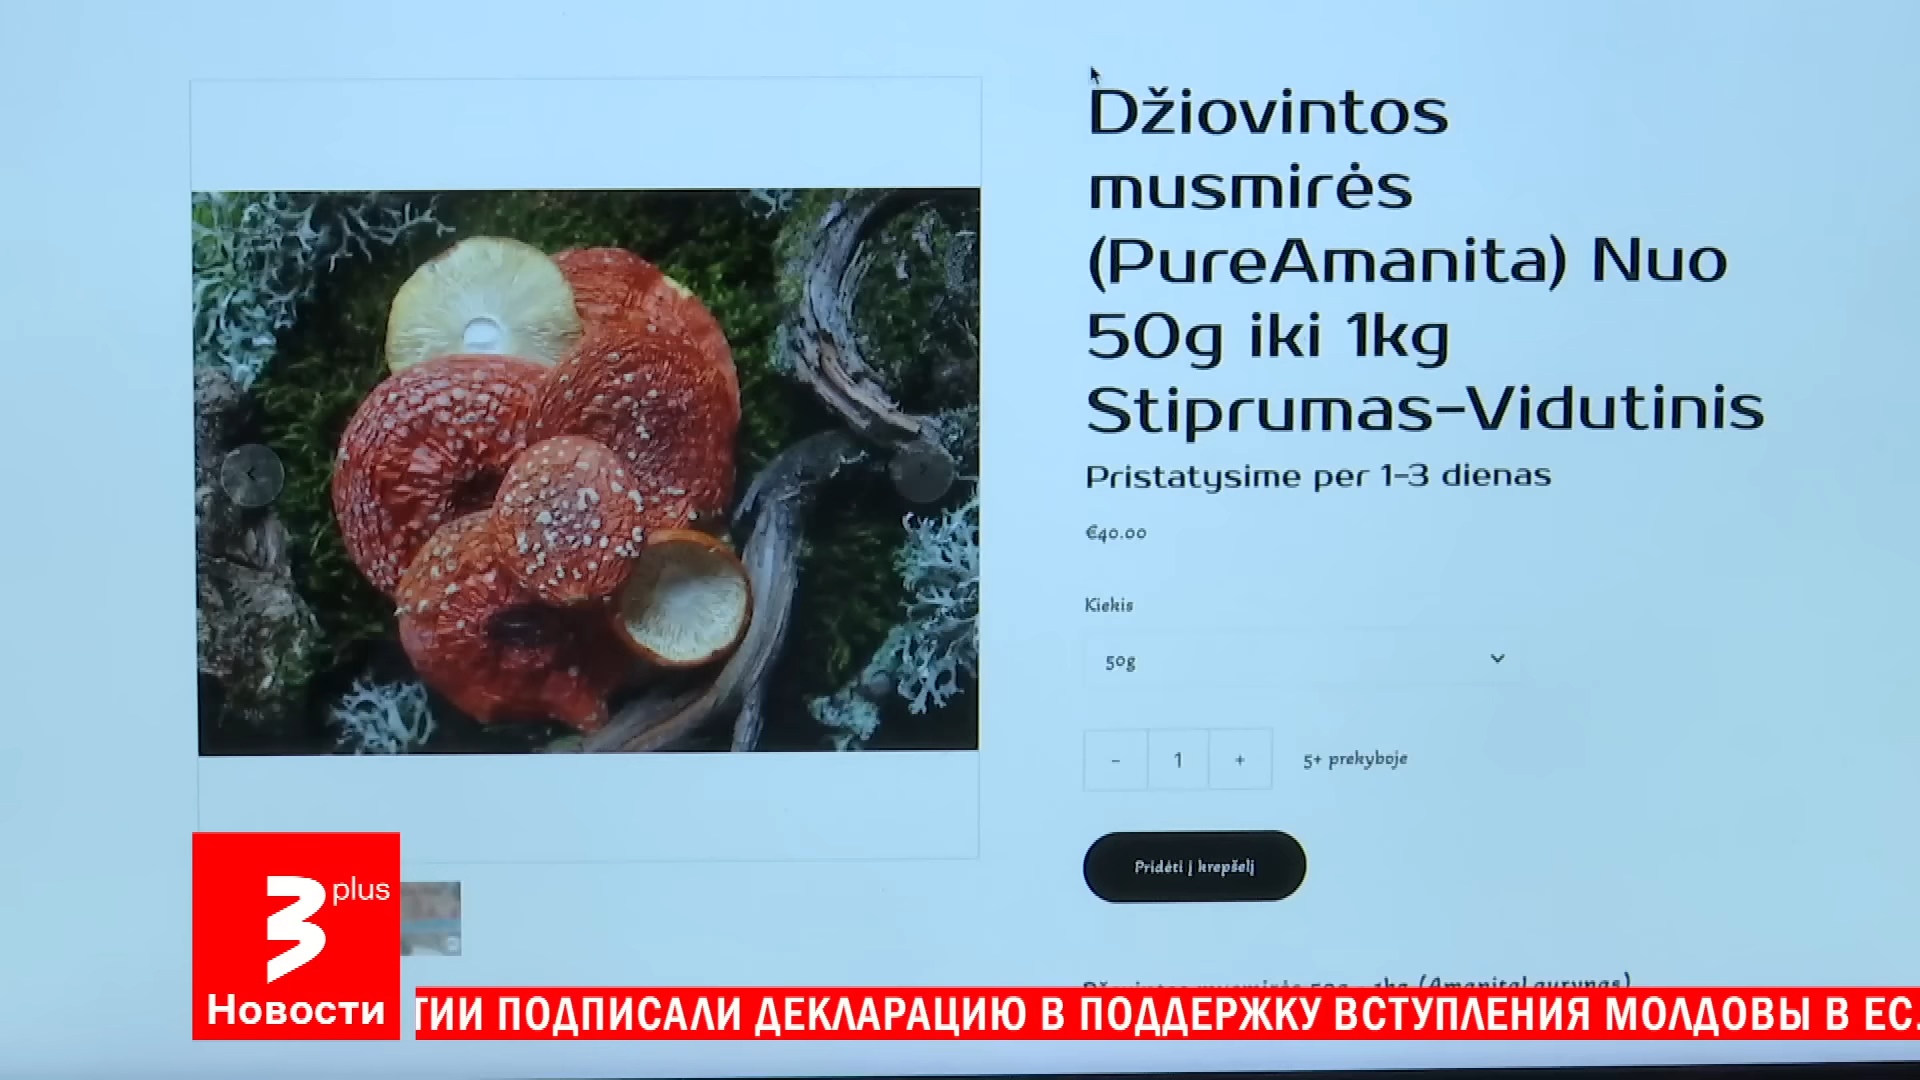 Džiovintos
musmirės
(PureAmanita) Nuo
50g iki 1kg
Stiprumas-Vidutinis
Pristatysime per 1-3 dienas
€40.00
Kiekis
50g
- 1 + 5+ prekyboje
Pridėti į krepšelį
3 plus
Новости
ТИИ ПОДПИСАЛИ ДЕКЛАРАЦИЮ В ПОДДЕРЖКУ ВСТУПЛЕНИЯ МОЛДОВЫ В ЕС.